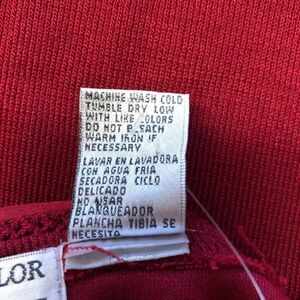 MACHINE WASH COLD
TUMBLE DRY LOW
WITH LIKE COLORS
DO NOT BLEACH
WARM IRON IF
NECESSARY
LAVAR EN LAVADORA
CON AGUA FRIA
SECADORA CICLO
DELICADO
NO USAR
BLANQUEADOR
PLANCHA TIBIA SE
NECESITA
LOR